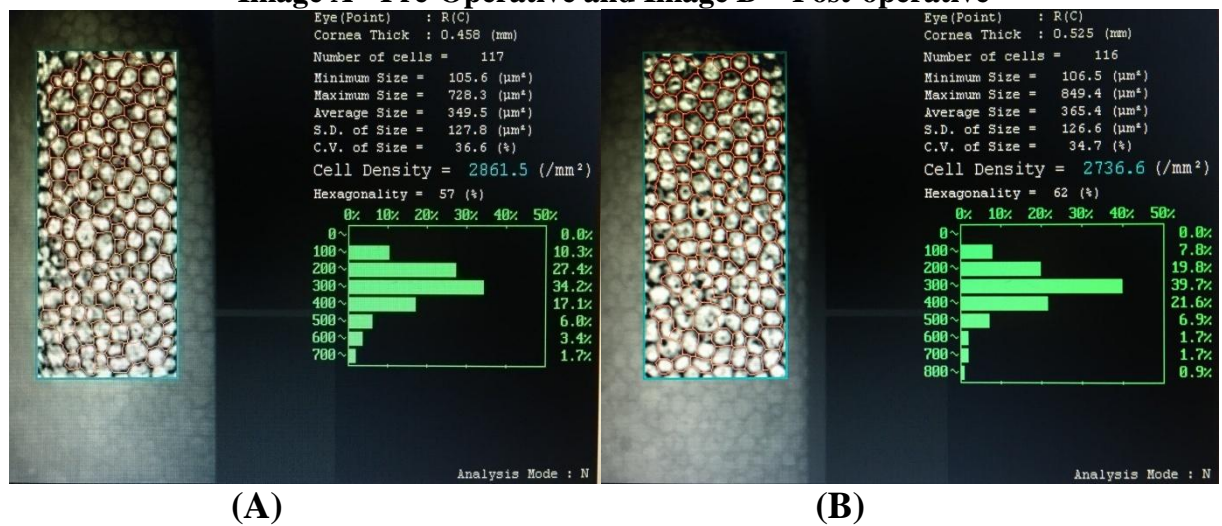 Eye(Point) : R(C)
Cornea Thick : 0.458 (mm)
Number of cells = 117
Minimum Size = 105.6 (µm²)
Maximum Size = 728.3 (µm²)
Average Size = 349.5 (µm²)
S.D. of Size = 127.8 (µm²)
C.V. of Size = 36.6 (%)
Cell Density = 2861.5 (/mm²)
Hexagonality = 57 (%)
0% 10% 20% 30% 40% 50%
0~ 0.0%
100~ 10.3%
200~ 27.4%
300~ 34.2%
400~ 17.1%
500~ 6.0%
600~ 3.4%
700~ 1.7%
Analysis Mode : N
(A)
Eye(Point) : R(C)
Cornea Thick : 0.525 (mm)
Number of cells = 116
Minimum Size = 106.5 (µm²)
Maximum Size = 849.4 (µm²)
Average Size = 365.4 (µm²)
S.D. of Size = 126.6 (µm²)
C.V. of Size = 34.7 (%)
Cell Density = 2736.6 (/mm²)
Hexagonality = 62 (%)
0% 10% 20% 30% 40% 50%
0~ 0.0%
100~ 7.8%
200~ 19.8%
300~ 39.7%
400~ 21.6%
500~ 6.9%
600~ 1.7%
700~ 1.7%
800~ 0.9%
Analysis Mode : N
(B)